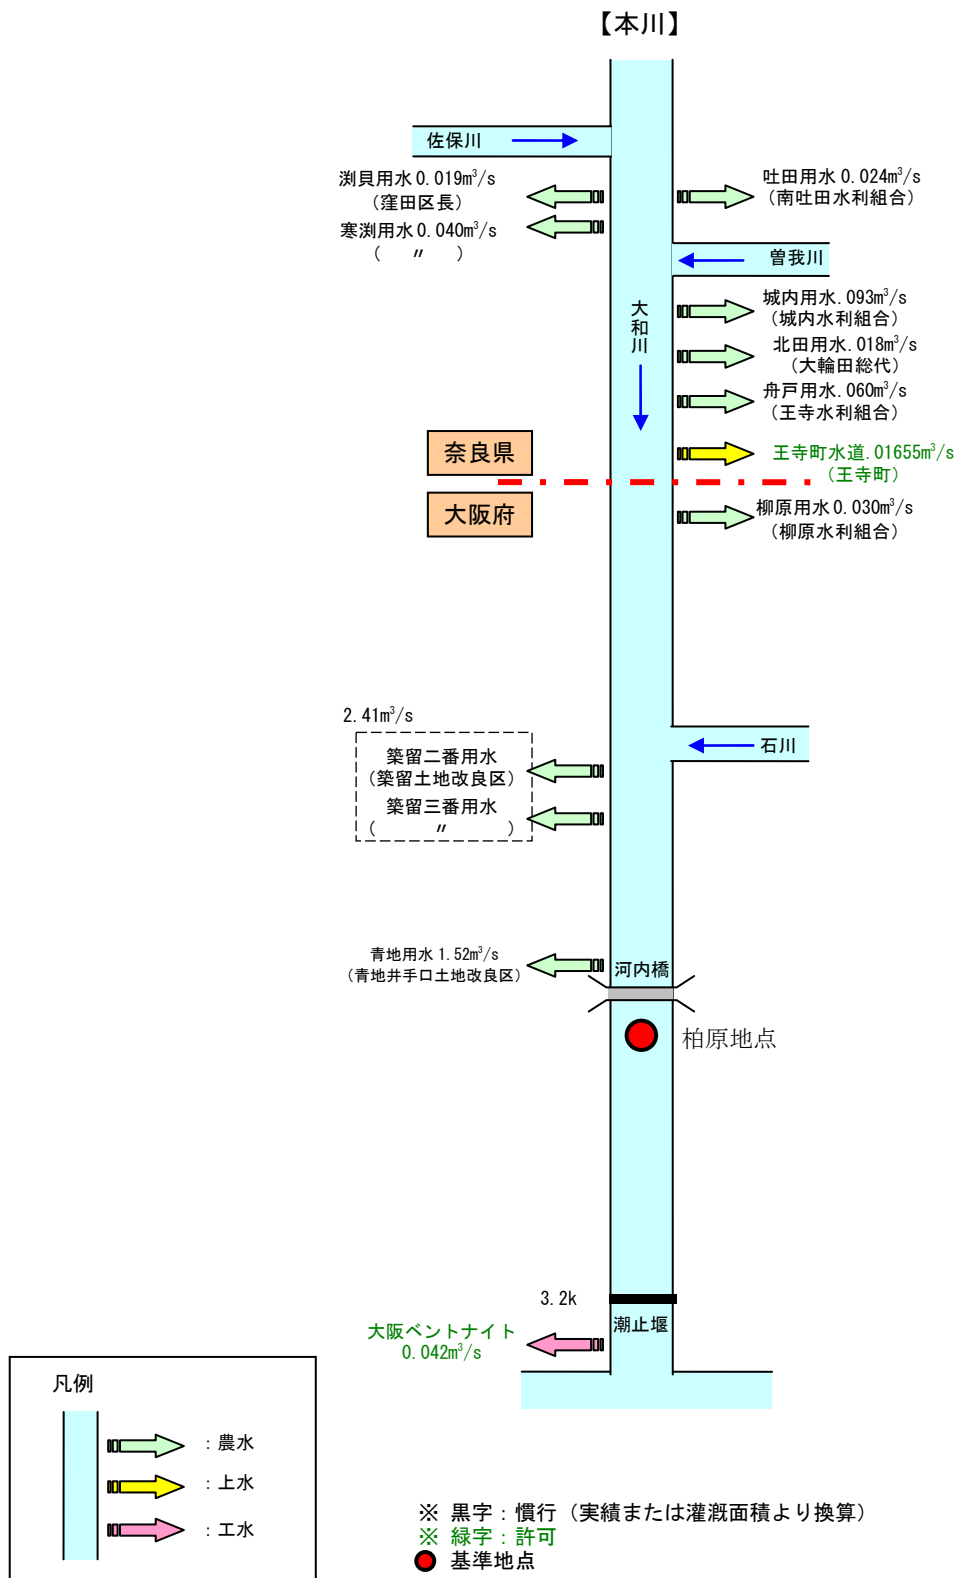 【本川】
佐保川
渕貝用水0.019m³/s
（窪田区長）
寒渕用水0.040m³/s
（　〃　）
吐田用水0.024m³/s
（南吐田水利組合）
曽我川
城内用水.093m³/s
（城内水利組合）
大和川
北田用水.018m³/s
（大輪田総代）
舟戸用水.060m³/s
（王寺水利組合）
奈良県
王寺町水道.01655m³/s
（王寺町）
大阪府
柳原用水0.030m³/s
（柳原水利組合）
2.41m³/s
石川
築留二番用水
（築留土地改良区）
築留三番用水
（　〃　）
青地用水1.52m³/s
（青地井手口土地改良区）
河内橋
柏原地点
3.2k
潮止堰
大阪ベントナイト
0.042m³/s
凡例
：農水
：上水
：工水
※ 黒字：慣行（実績または灌漑面積より換算）
※ 緑字：許可
基準地点